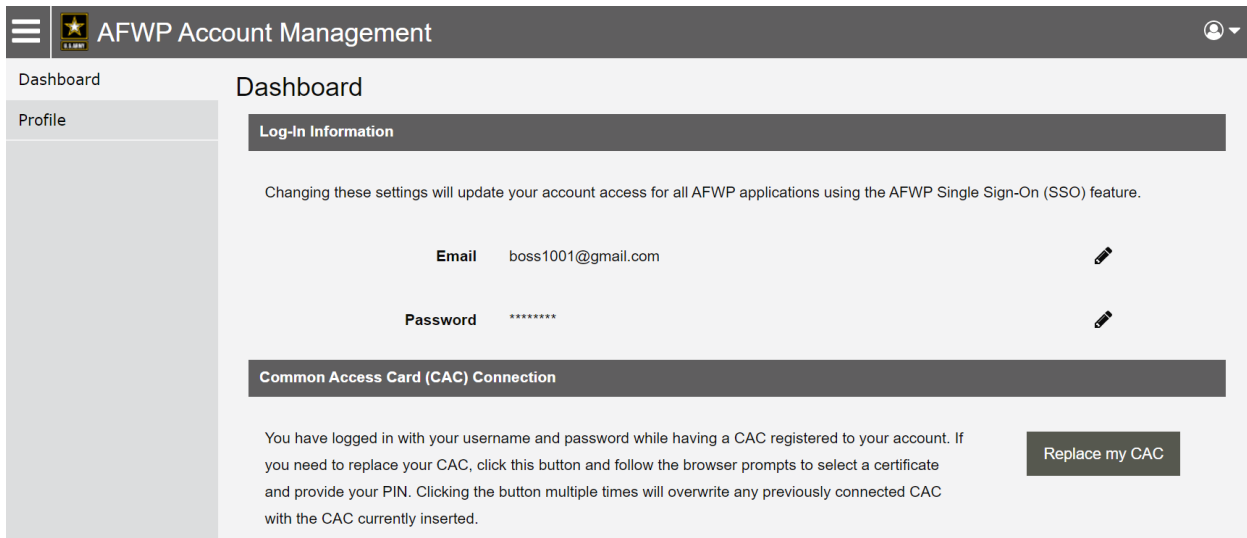 U.S. ARMY
AFWP Account Management
Dashboard
Profile
Dashboard
Log-In Information
Changing these settings will update your account access for all AFWP applications using the AFWP Single Sign-On (SSO) feature.
Email boss1001@gmail.com
Password ********
Common Access Card (CAC) Connection
You have logged in with your username and password while having a CAC registered to your account. If
you need to replace your CAC, click this button and follow the browser prompts to select a certificate
and provide your PIN. Clicking the button multiple times will overwrite any previously connected CAC
with the CAC currently inserted.
Replace my CAC